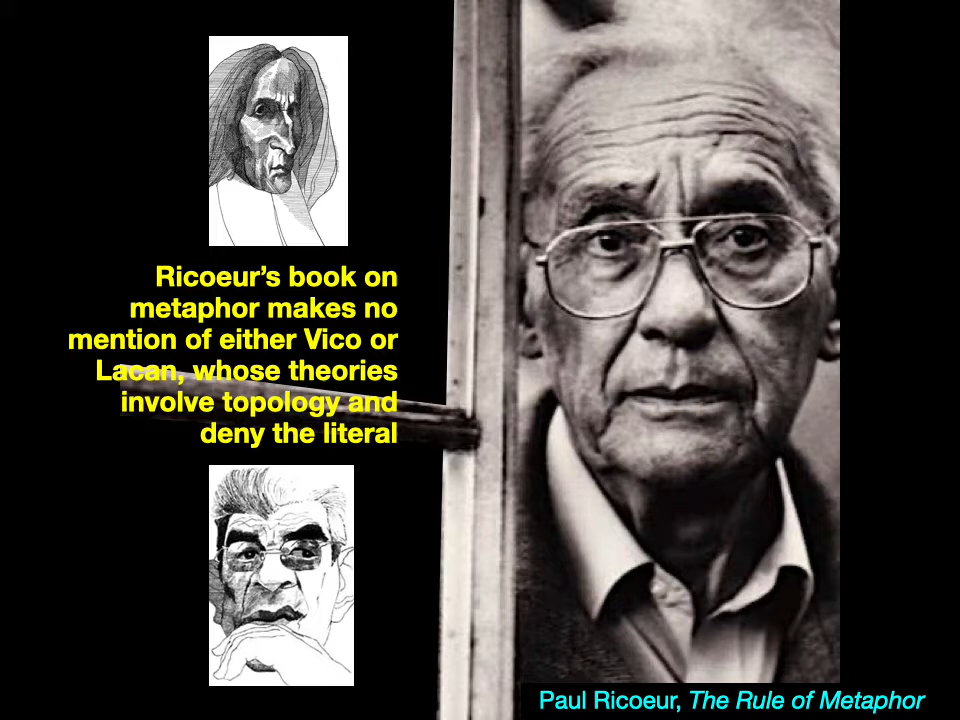 Ricoeur’s book on
metaphor makes no
mention of either Vico or
Lacan, whose theories
involve topology and
deny the literal
Paul Ricoeur, The Rule of Metaphor